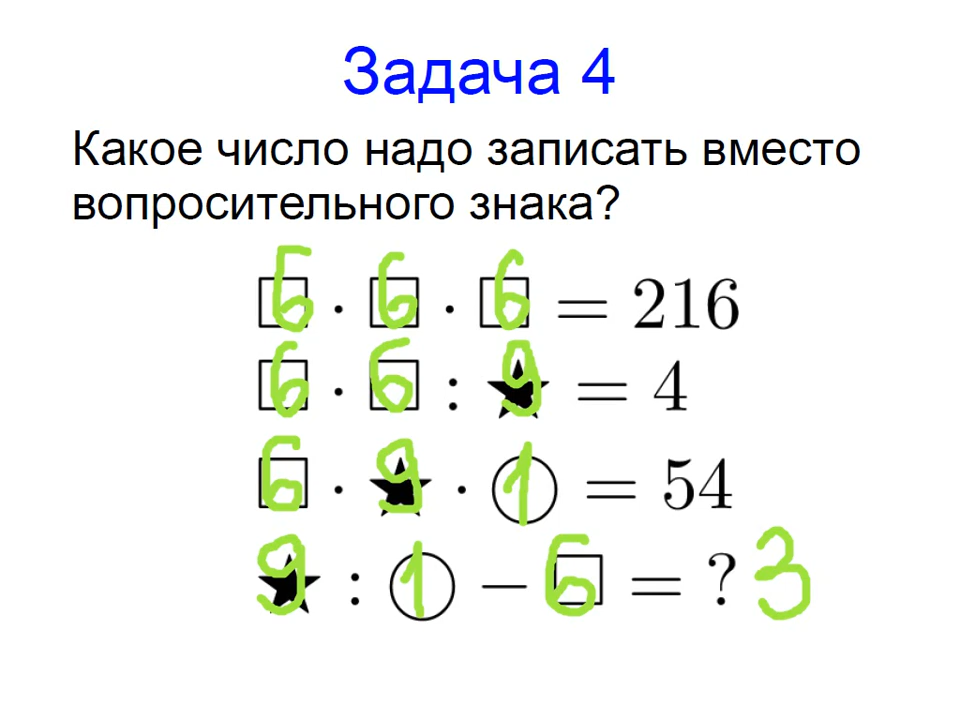 Задача 4
Какое число надо записать вместо
вопросительного знака?
□ 6 · □ 6 · □ 6 = 216
□ 6 · □ 6 : ★ 9 = 4
□ 6 · ★ 9 · ○ 1 = 54
★ 9 : ○ 1 − □ 6 = ? 3